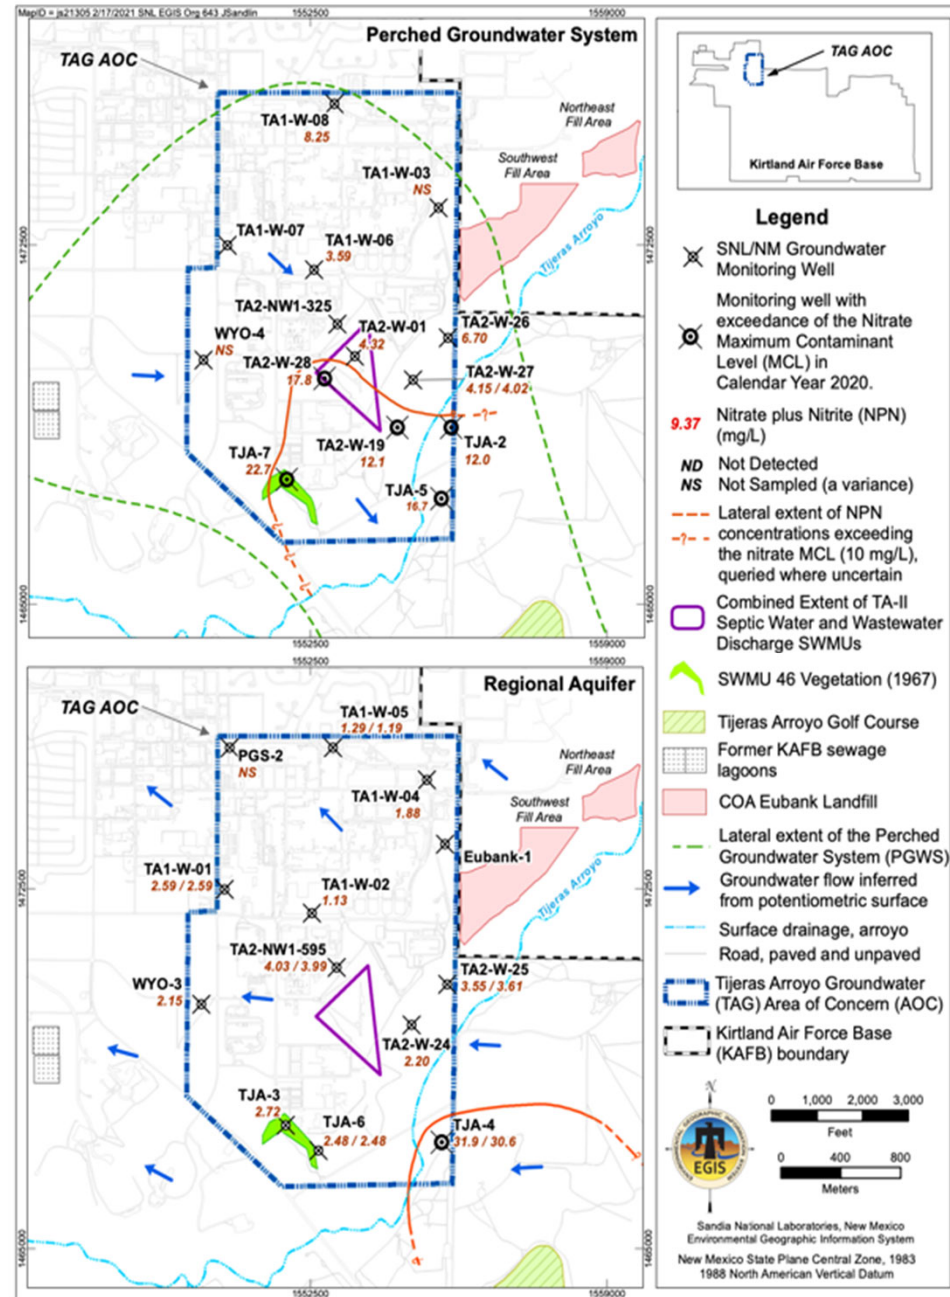 MapID = js21305 2/17/2021 SNL EGIS Org 643 JSandlin
1552500
1559000
Perched Groundwater System
TAG AOC
TA1-W-08
8.25
Northeast
Fill Area
Southwest
Fill Area
TA1-W-03
NS
Tijeras Arroyo
TA1-W-07
TA1-W-06
3.59
1472500
1472500
TA2-NW1-325
TA2-W-01
4.32
TA2-W-26
6.70
WYO-4
NS
TA2-W-28
17.8
TA2-W-27
4.15 / 4.02
-?-
TA2-W-19
12.1
TJA-2
12.0
TJA-7
22.7
TJA-5
16.7
?
?
1465000
1465000
1552500
1559000
1552500
1559000
Regional Aquifer
TAG AOC
TA1-W-05
1.29 / 1.19
PGS-2
NS
Northeast
Fill Area
TA1-W-04
1.88
Southwest
Fill Area
Eubank-1
Tijeras Arroyo
TA1-W-01
2.59 / 2.59
TA1-W-02
1.13
1472500
1472500
TA2-NW1-595
4.03 / 3.99
TA2-W-25
3.55 / 3.61
WYO-3
2.15
TA2-W-24
2.20
TJA-3
2.72
TJA-6
2.48 / 2.48
TJA-4
31.9 / 30.6
1465000
1465000
1552500
1559000
TAG AOC
Kirtland Air Force Base
Legend
SNL/NM Groundwater
Monitoring Well
Monitoring well with
exceedance of the Nitrate
Maximum Contaminant
Level (MCL) in
Calendar Year 2020.
9.37 Nitrate plus Nitrite (NPN)
(mg/L)
ND Not Detected
NS Not Sampled (a variance)
Lateral extent of NPN
-?- concentrations exceeding
the nitrate MCL (10 mg/L),
queried where uncertain
Combined Extent of TA-II
Septic Water and Wastewater
Discharge SWMUs
SWMU 46 Vegetation (1967)
Tijeras Arroyo Golf Course
Former KAFB sewage
lagoons
COA Eubank Landfill
Lateral extent of the Perched
Groundwater System (PGWS)
Groundwater flow inferred
from potentiometric surface
Surface drainage, arroyo
Road, paved and unpaved
Tijeras Arroyo Groundwater
(TAG) Area of Concern (AOC)
Kirtland Air Force Base
(KAFB) boundary
N
EGIS
0 1,000 2,000 3,000
Feet
0 400 800
Meters
Sandia National Laboratories, New Mexico
Environmental Geographic Information System
New Mexico State Plane Central Zone, 1983
1988 North American Vertical Datum